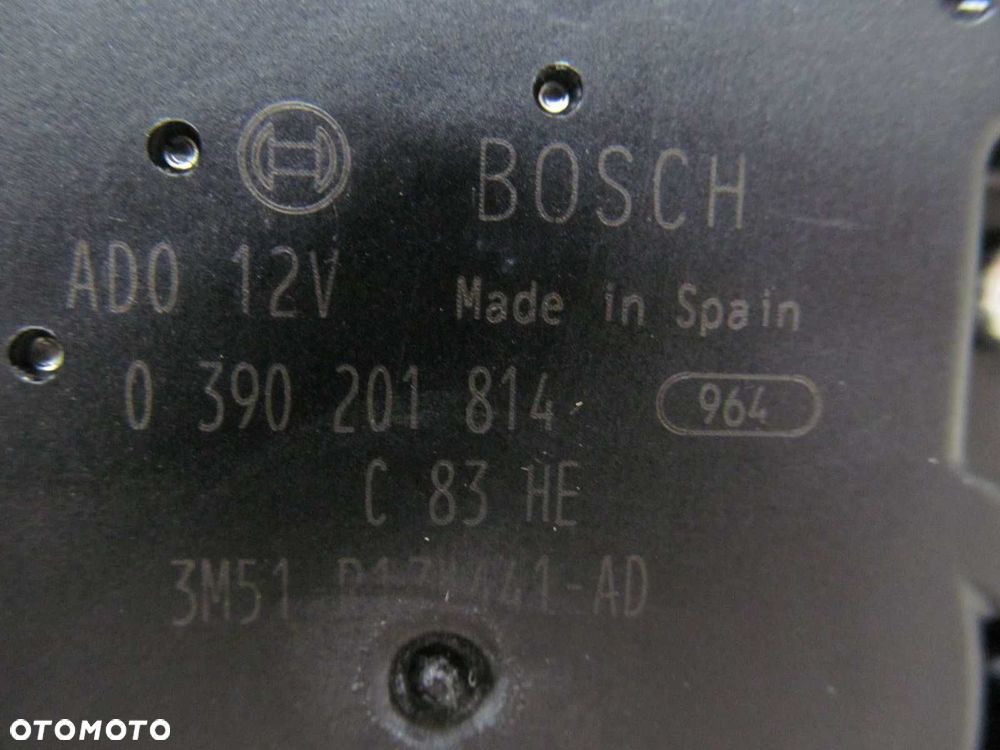 BOSCH
ADO 12V Made in Spain
0 390 201 814 964
C 83 HE
3M51
OTOMOTO